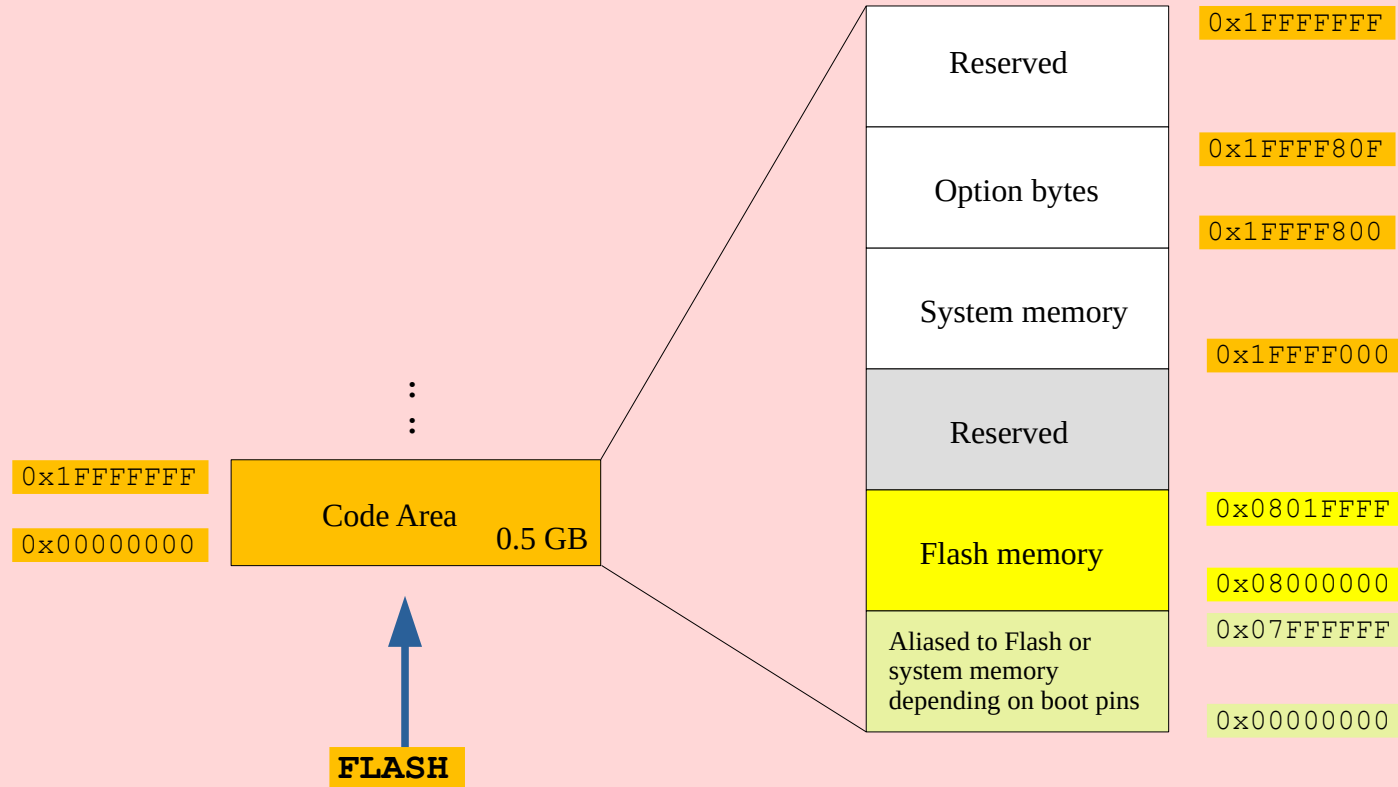 0x1FFFFFFF
Reserved
0x1FFFF80F
Option bytes
0x1FFFF800
System memory
0x1FFFF000
Reserved
:
:
0x1FFFFFFF
Code Area
0.5 GB
0x00000000
0x0801FFFF
Flash memory
0x08000000
0x07FFFFFF
Aliased to Flash or
system memory
depending on boot pins
0x00000000
FLASH